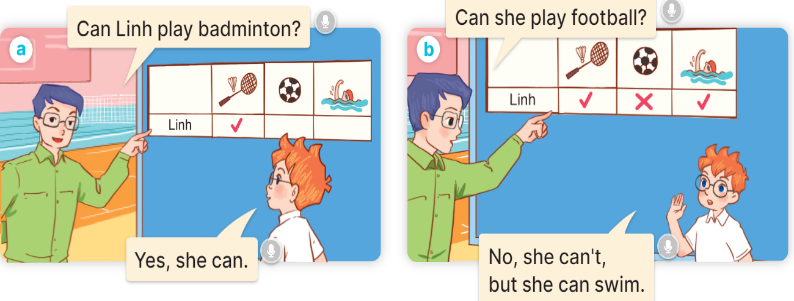 a
Can Linh play badminton?
Linh
Yes, she can.
b
Can she play football?
Linh
No, she can't,
but she can swim.